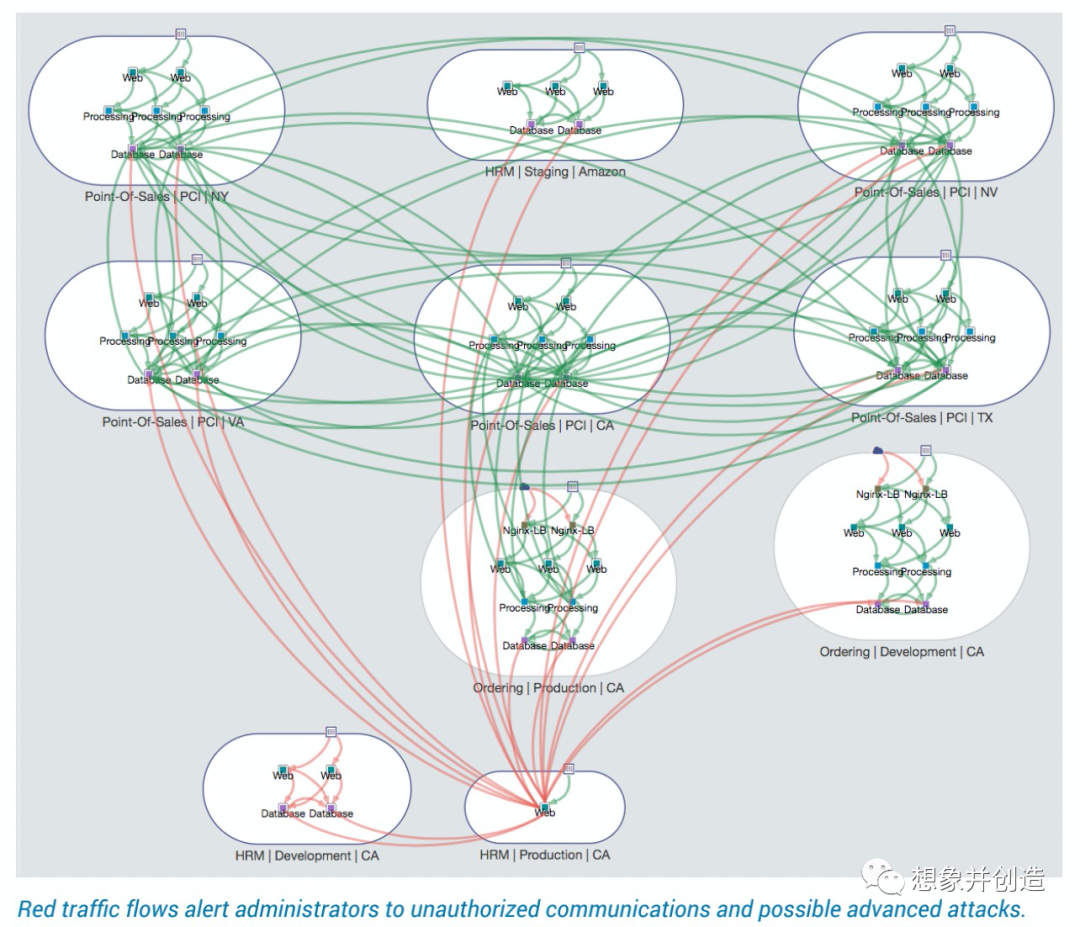 Web Web
Processing Processing Processing
Database Database
Point-Of-Sales | PCI | NY
Web Web Web
Database Database
HRM | Staging | Amazon
Web Web
Processing Processing Processing
Database Database
Point-Of-Sales | PCI | NV
Web Web
Processing Processing Processing
Database Database
Point-Of-Sales | PCI | VA
Web Web
Processing Processing Processing
Database Database
Point-Of-Sales | PCI | CA
Web Web
Processing Processing Processing
Database Database
Point-Of-Sales | PCI | TX
Nginx-LB Nginx-LB
Web Web Web
Processing Processing
Database Database
Ordering | Production | CA
Nginx-LB Nginx-LB
Web Web Web
Processing Processing
Database Database
Ordering | Development | CA
Web Web
Database Database
HRM | Development | CA
Web
HRM | Production | CA
想象并创造
Red traffic flows alert administrators to unauthorized communications and possible advanced attacks.